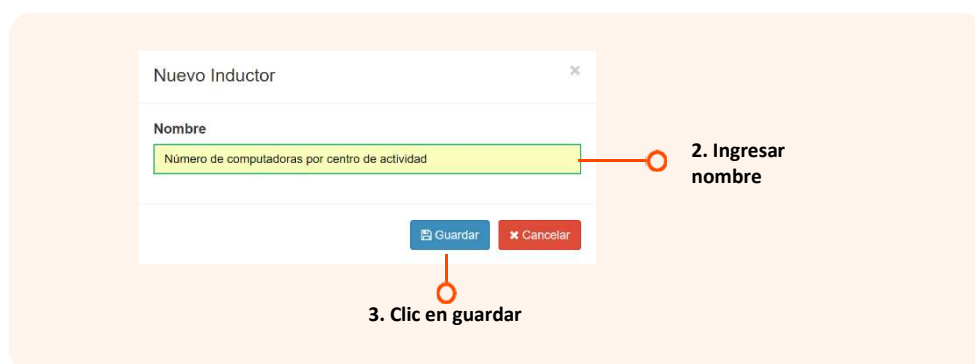 Nuevo Inductor ×
Nombre
Número de computadoras por centro de actividad
2. Ingresar
nombre
Guardar
Cancelar
3. Clic en guardar